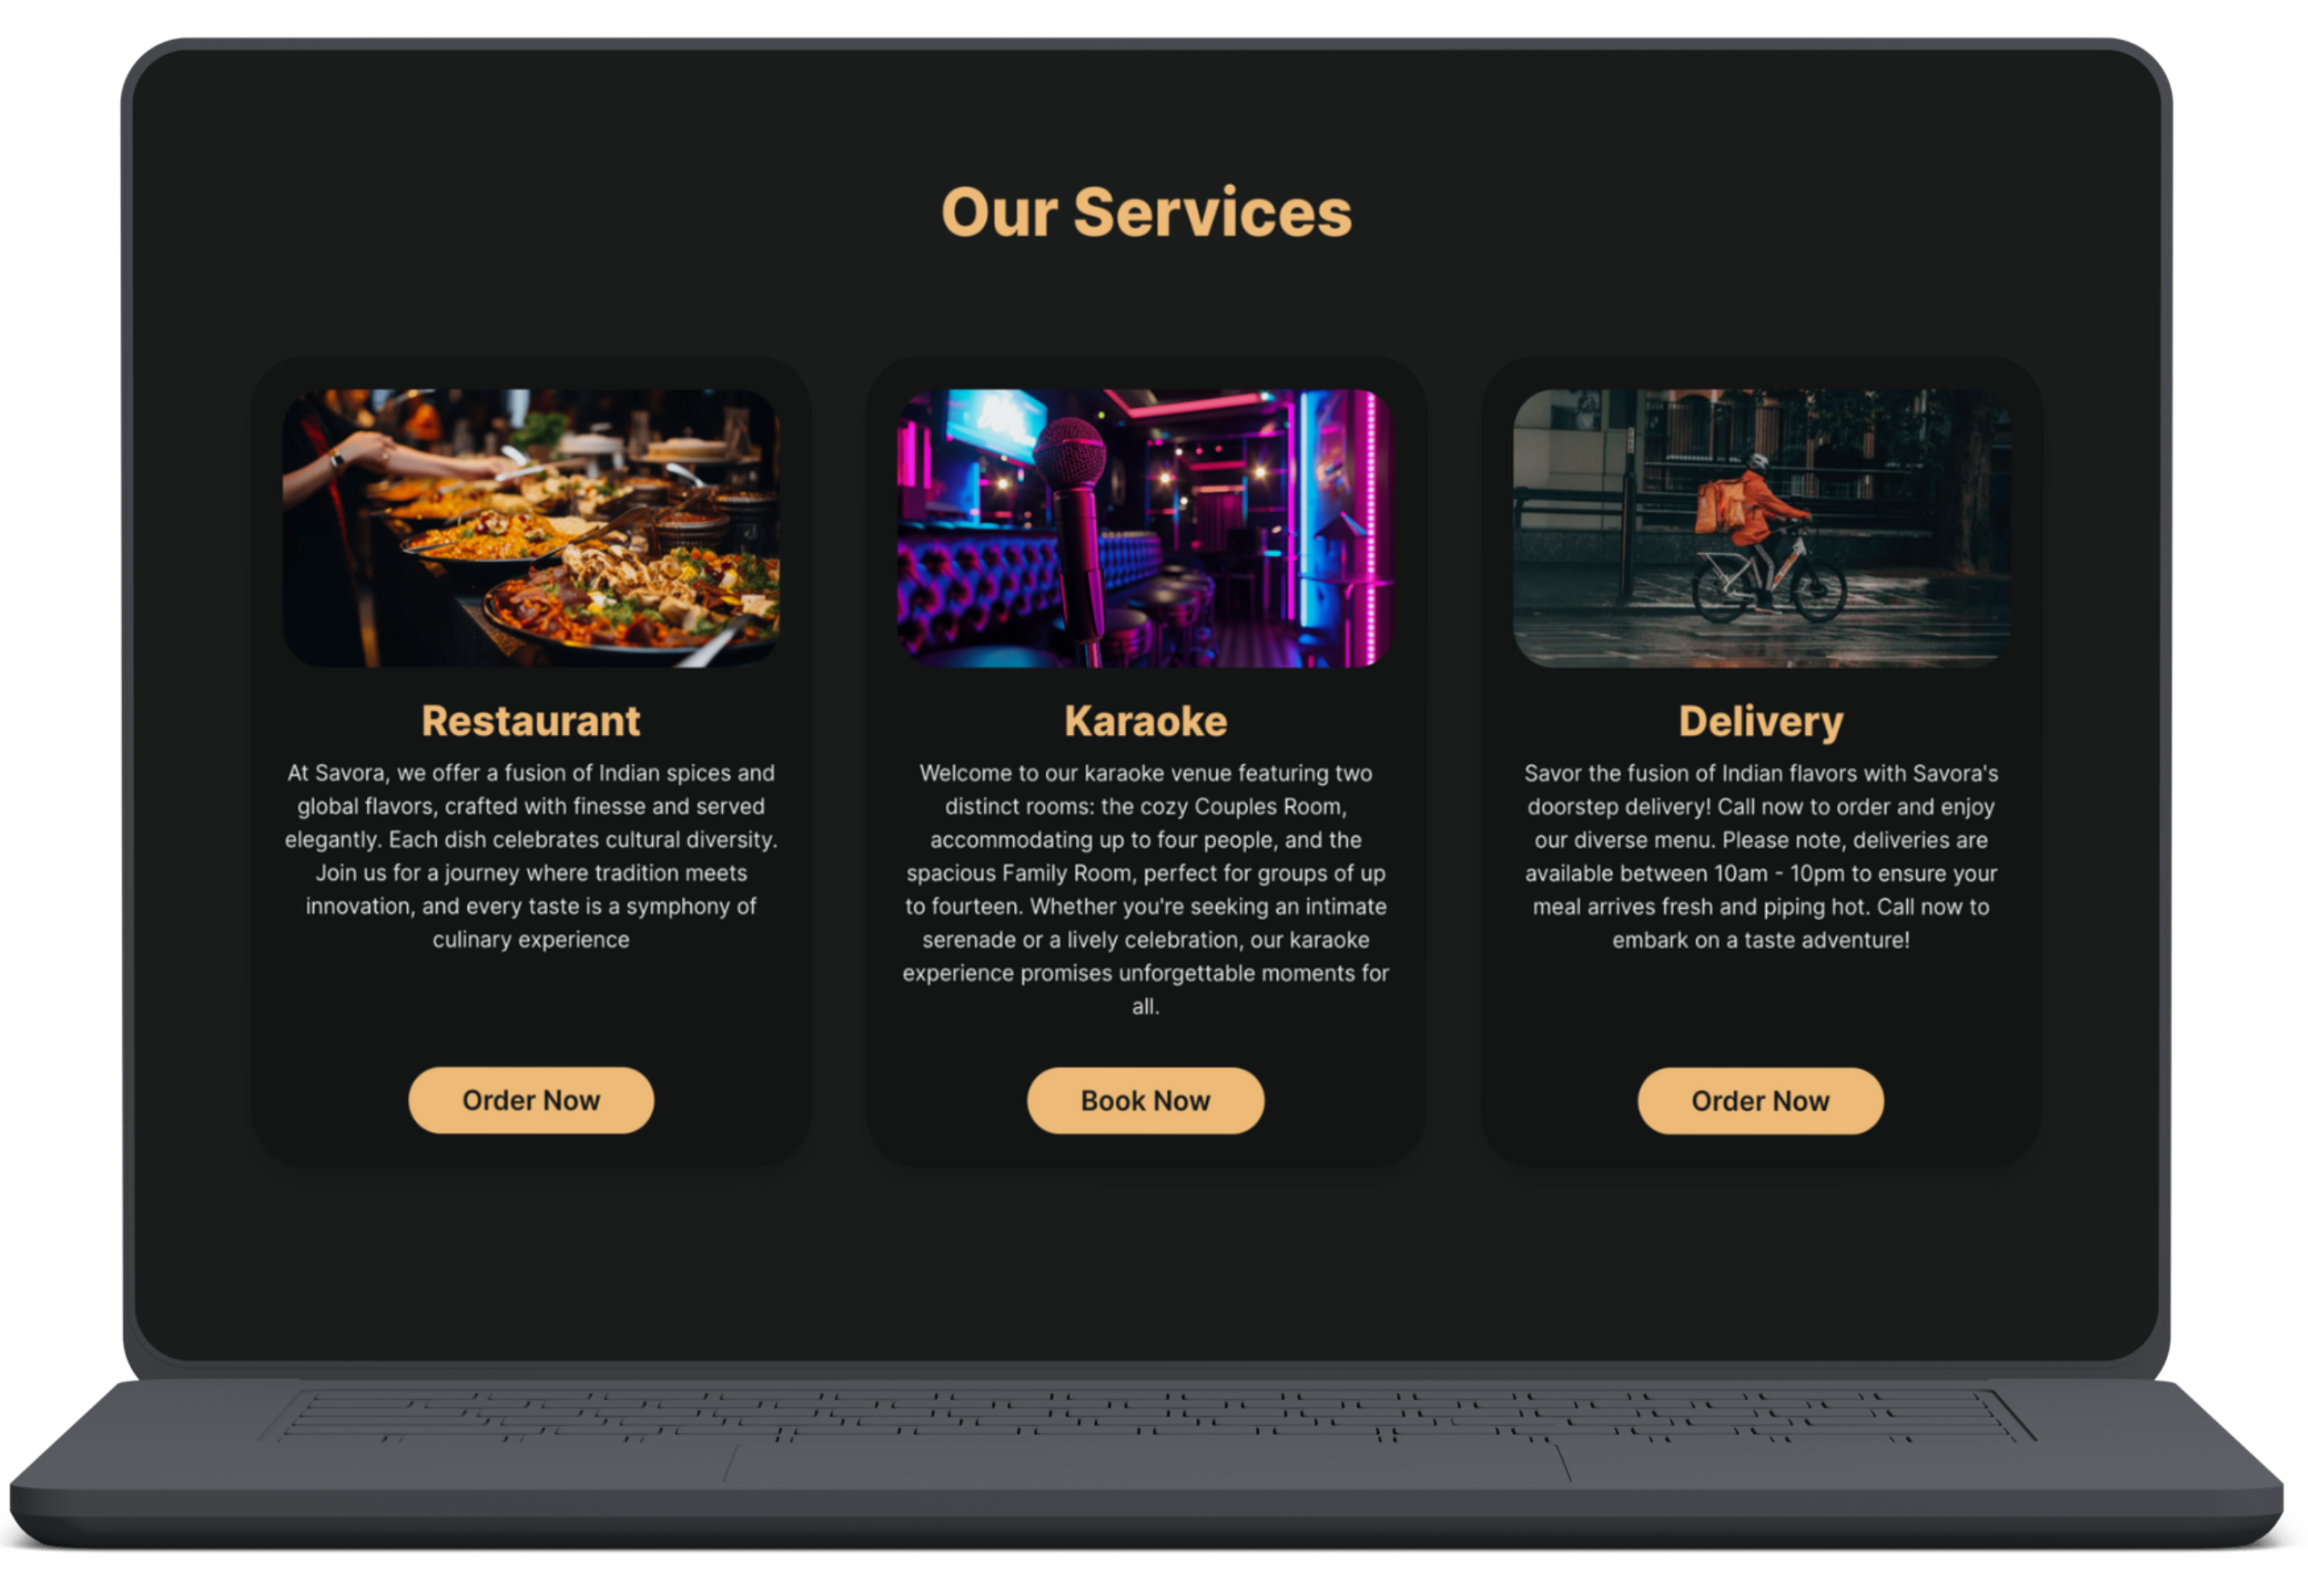 Our Services
Restaurant
At Savora, we offer a fusion of Indian spices and
global flavors, crafted with finesse and served
elegantly. Each dish celebrates cultural diversity.
Join us for a journey where tradition meets
innovation, and every taste is a symphony of
culinary experience
Order Now
Karaoke
Welcome to our karaoke venue featuring two
distinct rooms: the cozy Couples Room,
accommodating up to four people, and the
spacious Family Room, perfect for groups of up
to fourteen. Whether you're seeking an intimate
serenade or a lively celebration, our karaoke
experience promises unforgettable moments for
all.
Book Now
Delivery
Savor the fusion of Indian flavors with Savora's
doorstep delivery! Call now to order and enjoy
our diverse menu. Please note, deliveries are
available between 10am - 10pm to ensure your
meal arrives fresh and piping hot. Call now to
embark on a taste adventure!
Order Now